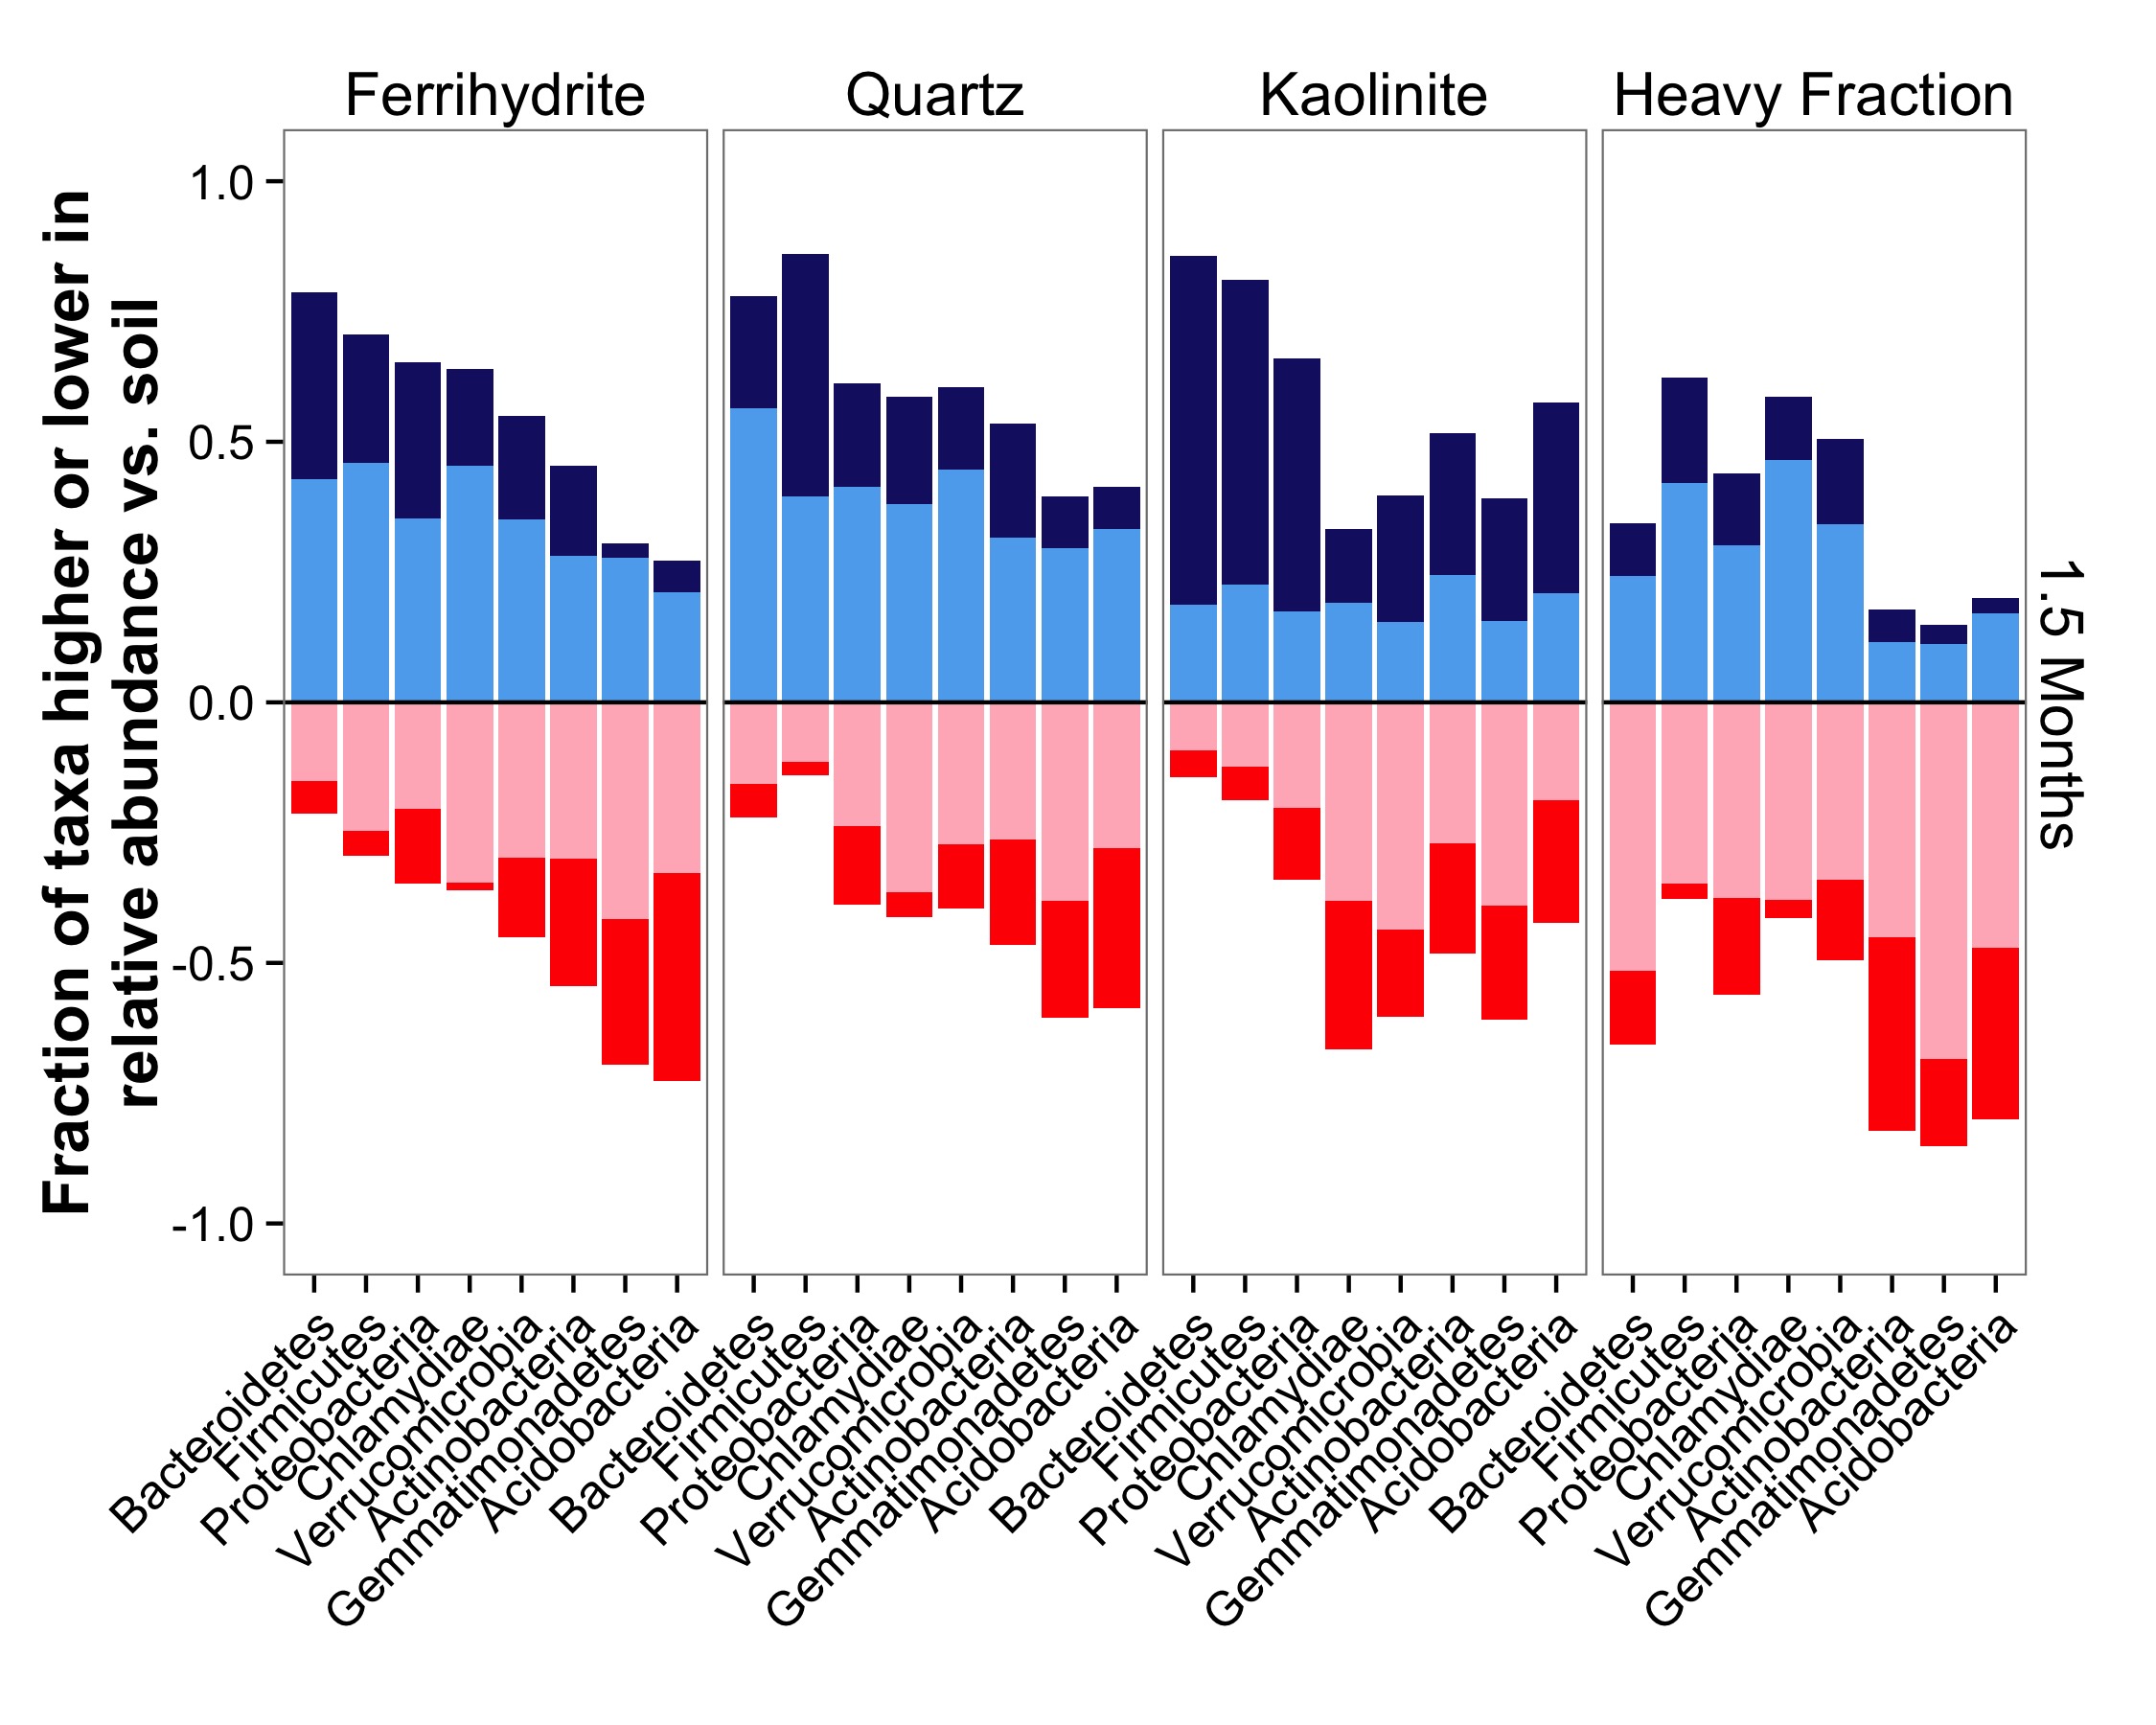 Ferrihydrite
Quartz
Kaolinite
Heavy Fraction
Fraction of taxa higher or lower in
relative abundance vs. soil
1.0
0.5
0.0
-0.5
-1.0
1.5 Months
Bacteroidetes
Firmicutes
Proteobacteria
Chlamydiae
Verrucomicrobia
Actinobacteria
Gemmatimonadetes
Acidobacteria
Bacteroidetes
Firmicutes
Proteobacteria
Chlamydiae
Verrucomicrobia
Actinobacteria
Gemmatimonadetes
Acidobacteria
Bacteroidetes
Firmicutes
Proteobacteria
Chlamydiae
Verrucomicrobia
Actinobacteria
Gemmatimonadetes
Acidobacteria
Bacteroidetes
Firmicutes
Proteobacteria
Chlamydiae
Verrucomicrobia
Actinobacteria
Gemmatimonadetes
Acidobacteria